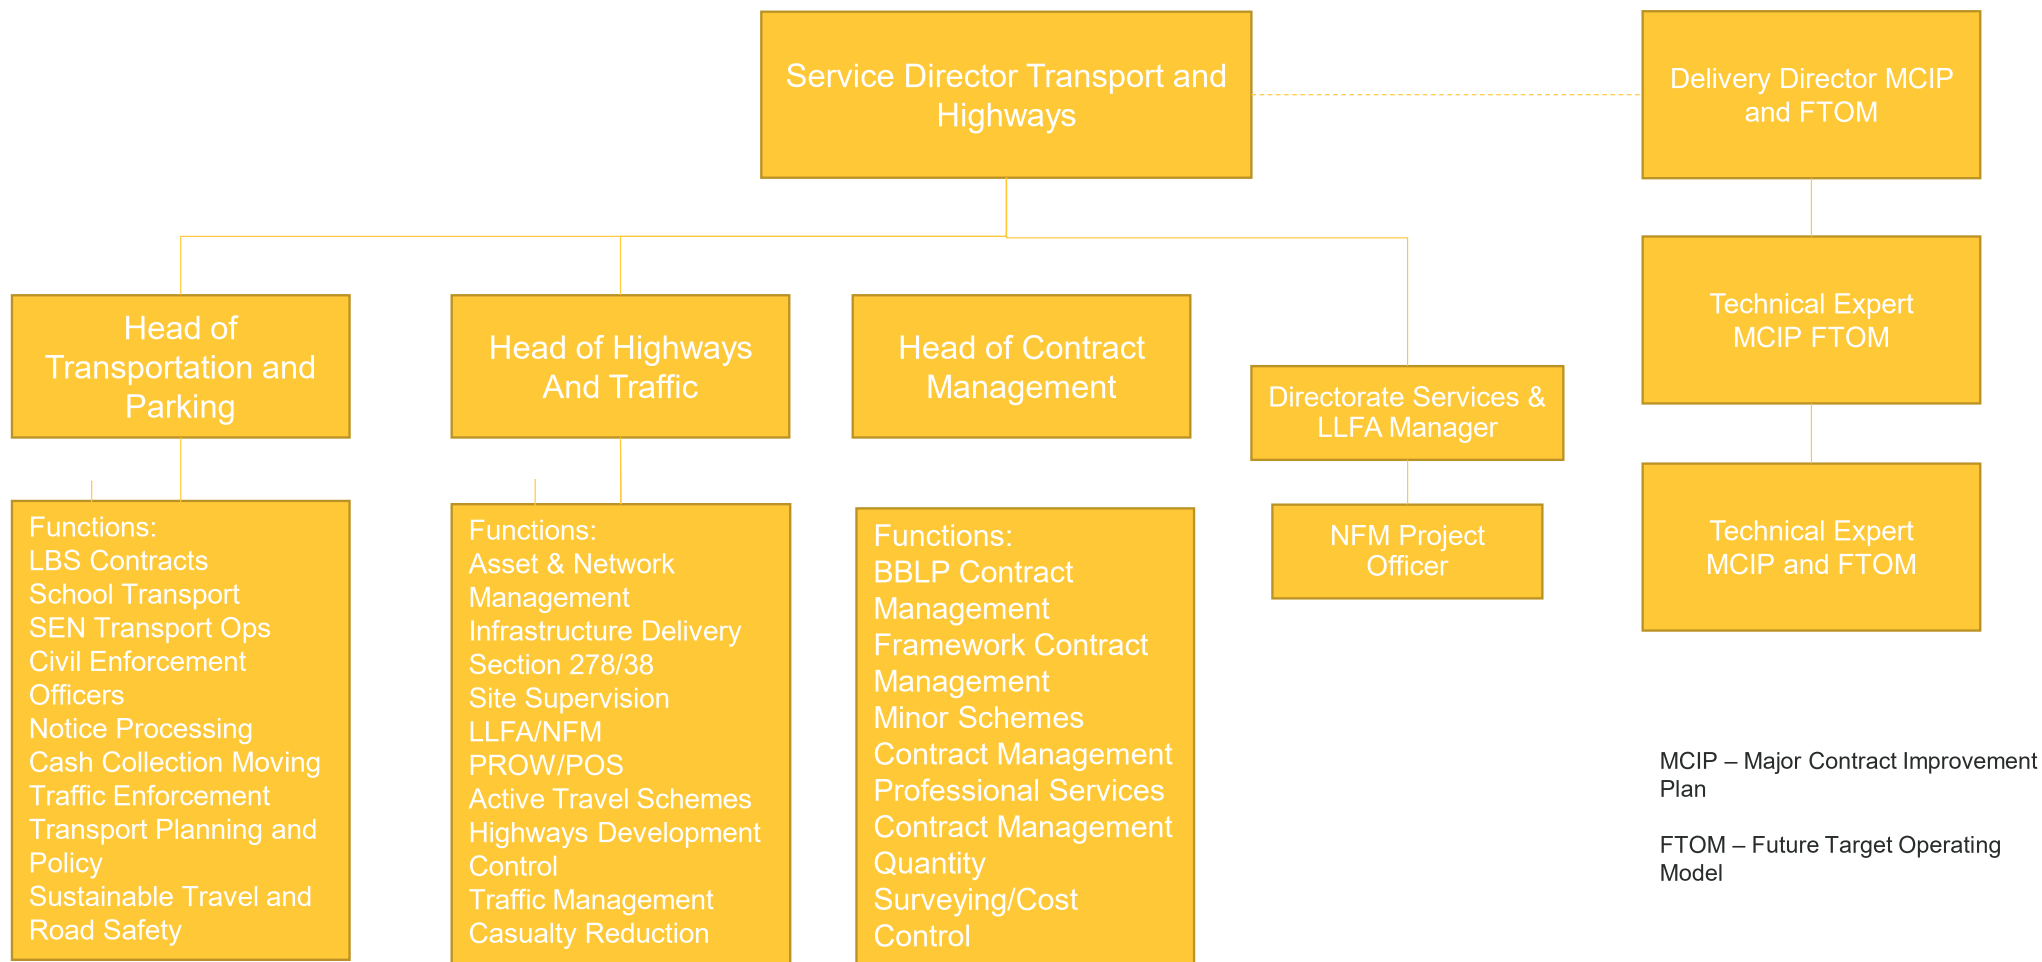 Service Director Transport and
Highways
Delivery Director MCIP
and FTOM
Head of
Transportation and
Parking
Head of Highways
And Traffic
Head of Contract
Management
Directorate Services &
LLFA Manager
Technical Expert
MCIP FTOM
NFM Project
Officer
Technical Expert
MCIP and FTOM
Functions:
LBS Contracts
School Transport
SEN Transport Ops
Civil Enforcement
Officers
Notice Processing
Cash Collection Moving
Traffic Enforcement
Transport Planning and
Policy
Sustainable Travel and
Road Safety
Functions:
Asset & Network
Management
Infrastructure Delivery
Section 278/38
Site Supervision
LLFA/NFM
PROW/POS
Active Travel Schemes
Highways Development
Control
Traffic Management
Casualty Reduction
Functions:
BBLP Contract
Management
Framework Contract
Management
Minor Schemes
Contract Management
Professional Services
Contract Management
Quantity
Surveying/Cost
Control
MCIP – Major Contract Improvement
Plan
FTOM – Future Target Operating
Model